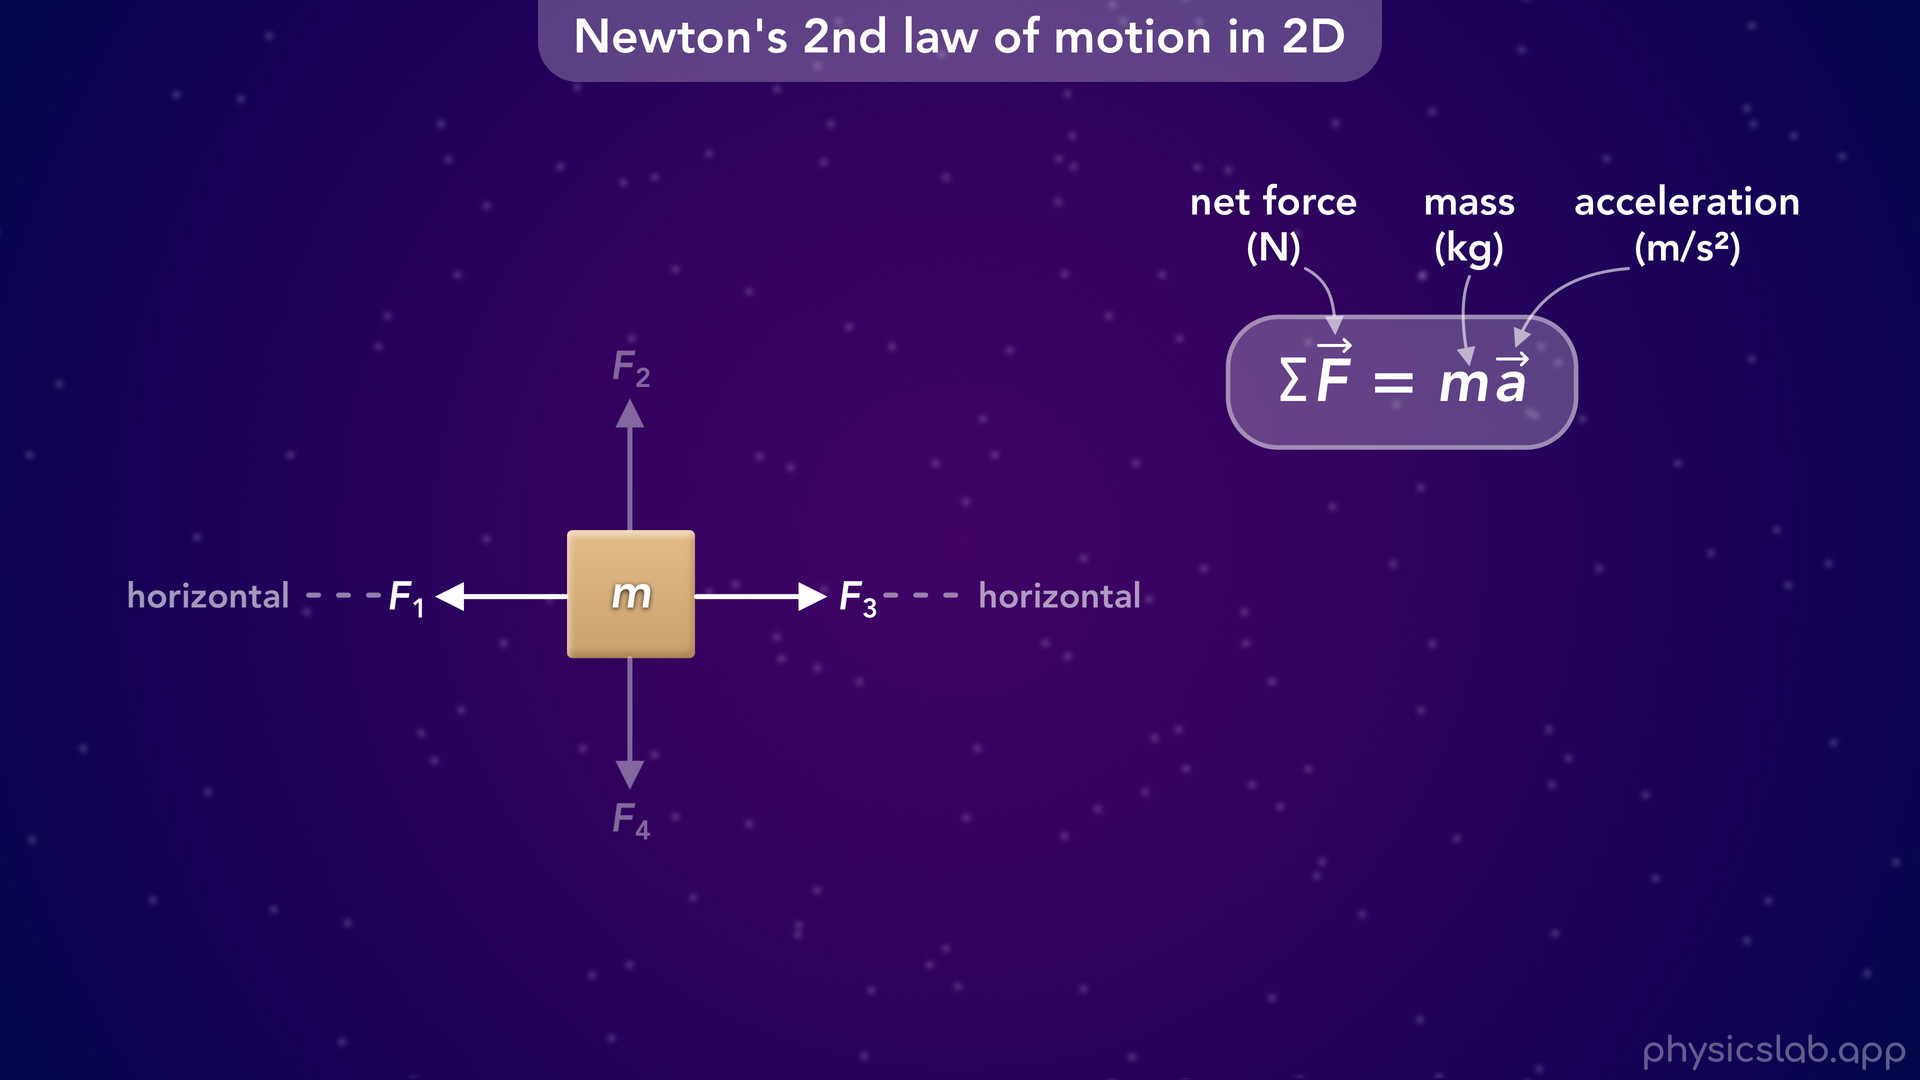 Newton's 2nd law of motion in 2D
net force mass acceleration
(N) (kg) (m/s²)
ΣF⃗ = ma⃗
F₂
horizontal F₁ m F₃ horizontal
F₄
physicslab.app